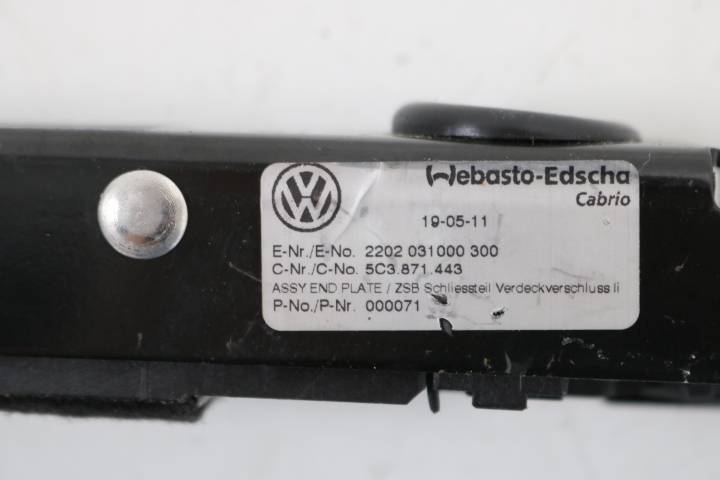 Webasto-Edscha
Cabrio
19-05-11
E-Nr./E-No. 2202 031000 300
C-Nr./C-No. 5C3.871.443
ASSY END PLATE / ZSB Schliessteil Verdeckverschluss li
P-No./P-Nr. 000071